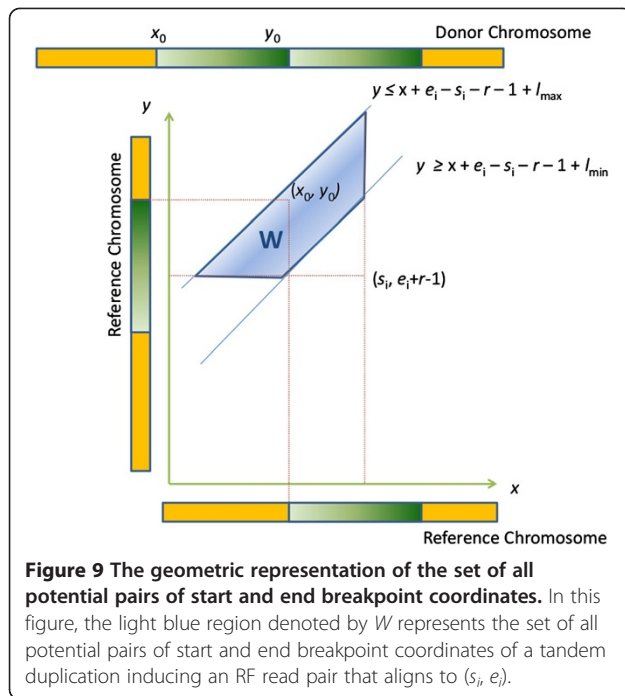 x₀ y₀ Donor Chromosome
y ≤ x + eᵢ – sᵢ – r – 1 + lₘₐₓ
y
y ≥ x + eᵢ – sᵢ – r – 1 + lₘᵢₙ
(x₀, y₀)
W
Reference Chromosome
(sᵢ, eᵢ+r-1)
x
Reference Chromosome
Figure 9 The geometric representation of the set of all
potential pairs of start and end breakpoint coordinates. In this
figure, the light blue region denoted by W represents the set of all
potential pairs of start and end breakpoint coordinates of a tandem
duplication inducing an RF read pair that aligns to (sᵢ, eᵢ).